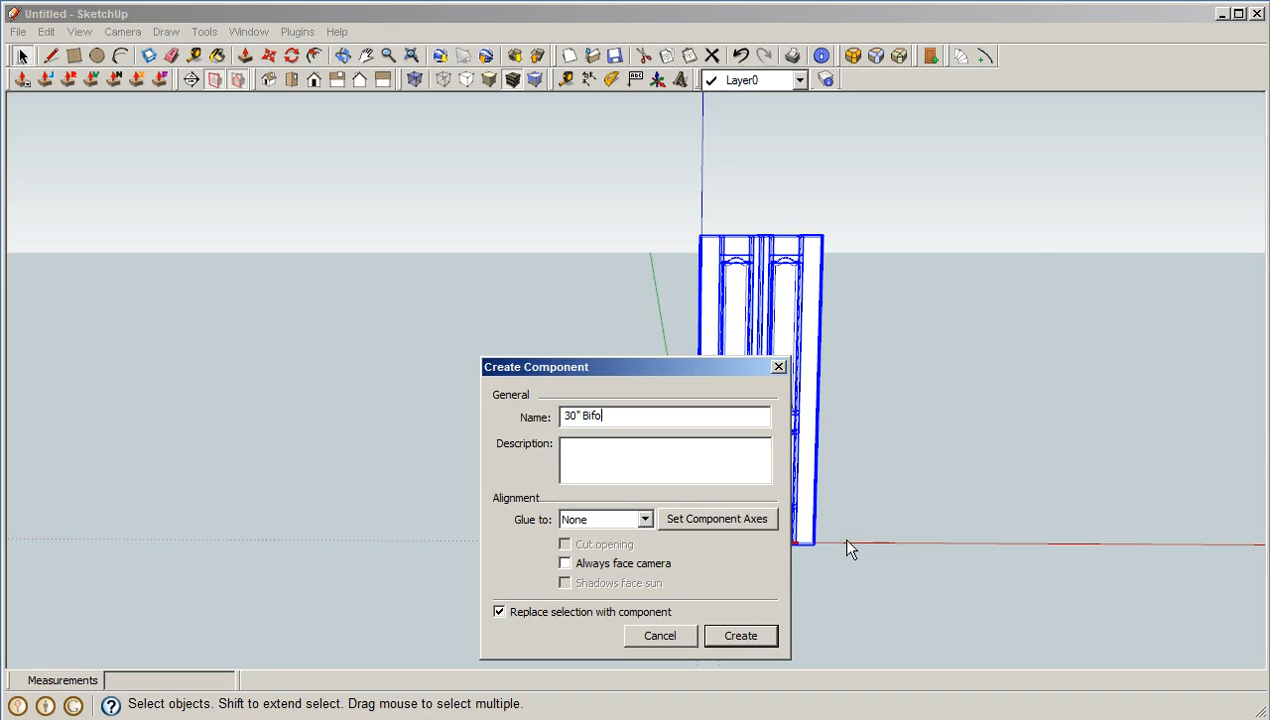 Untitled - SketchUp
File Edit View Camera Draw Tools Window Plugins Help
Layer0
Create Component
General
Name: 30" Bifo
Description:
Alignment
Glue to: None Set Component Axes
Cut opening
Always face camera
Shadows face sun
Replace selection with component
Cancel Create
Measurements
Select objects. Shift to extend select. Drag mouse to select multiple.